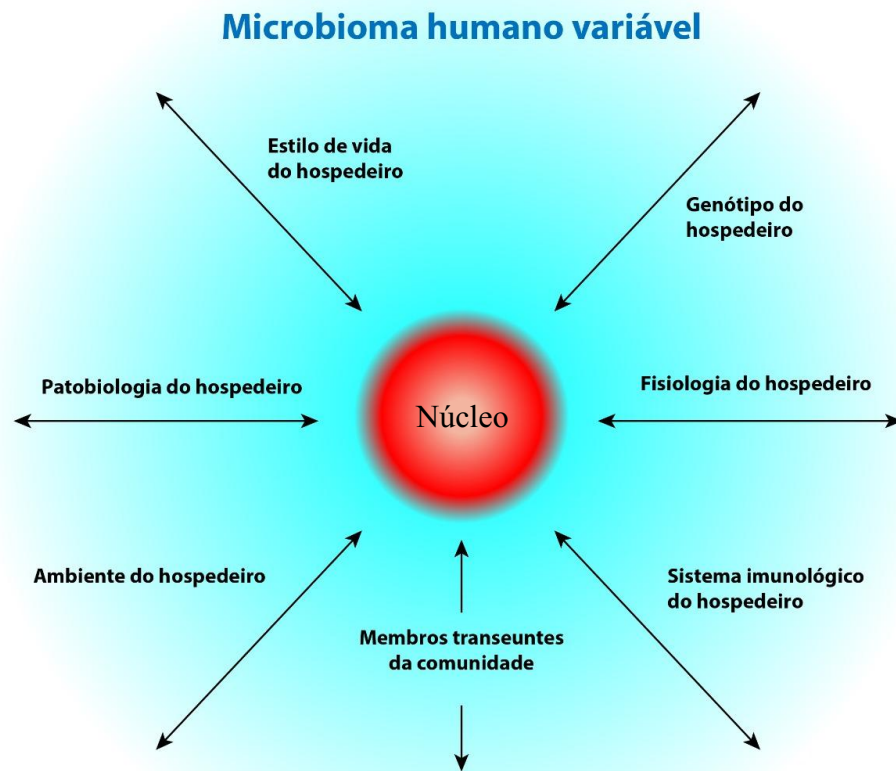 Microbioma humano variável
Estilo de vida
do hospedeiro
Genótipo do
hospedeiro
Patobiologia do hospedeiro
Fisiologia do hospedeiro
Núcleo
Ambiente do hospedeiro
Sistema imunológico
do hospedeiro
Membros transeuntes
da comunidade